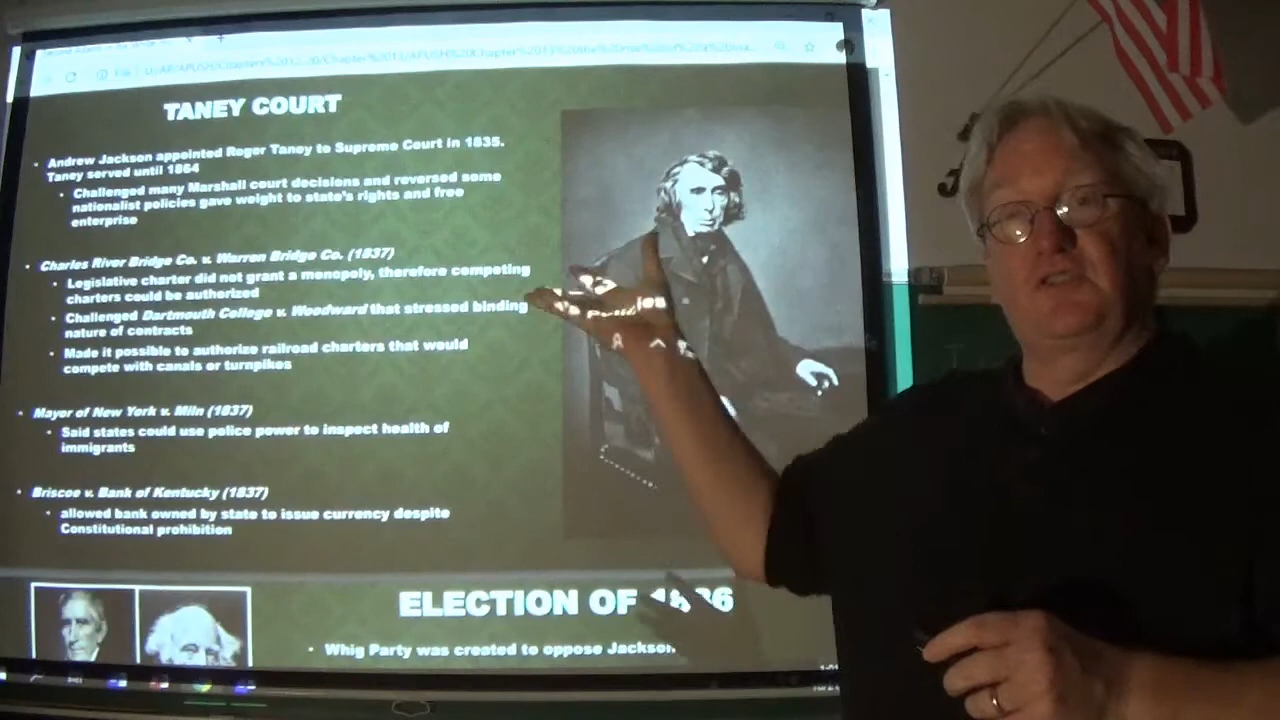 TANEY COURT
• Andrew Jackson appointed Roger Taney to Supreme Court in 1835.
Taney served until 1864
• Challenged many Marshall court decisions and reversed some
nationalist policies gave weight to state's rights and free
enterprise
• Charles River Bridge Co. v. Warren Bridge Co. (1837)
• Legislative charter did not grant a monopoly, therefore competing
charters could be authorized
• Challenged Dartmouth College v. Woodward that stressed binding
nature of contracts
• Made it possible to authorize railroad charters that would
compete with canals or turnpikes
• Mayor of New York v. Miln (1837)
• Said states could use police power to inspect health of
immigrants
• Briscoe v. Bank of Kentucky (1837)
• allowed bank owned by state to issue currency despite
Constitutional prohibition
ELECTION OF
• Whig Party was created to oppose Jackson.